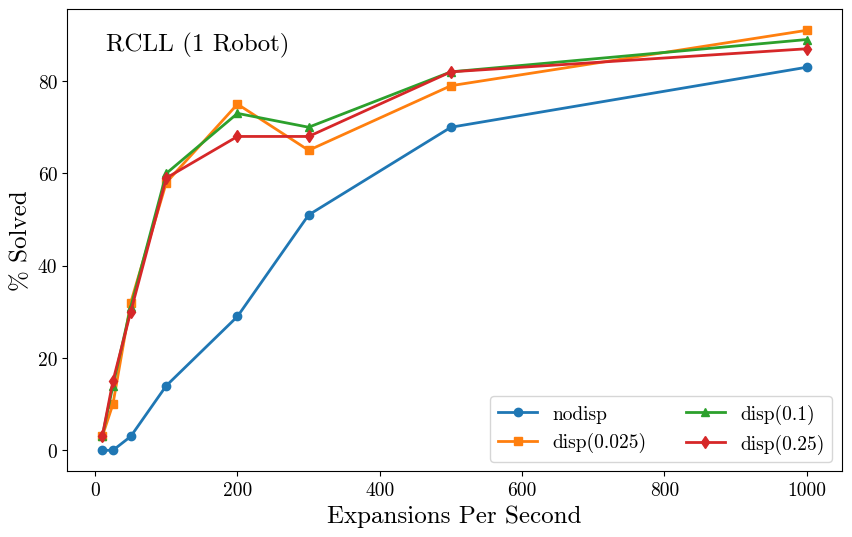 RCLL (1 Robot)
% Solved
80
60
40
20
0
0 200 400 600 800 1000
Expansions Per Second
nodisp
disp(0.025)
disp(0.1)
disp(0.25)